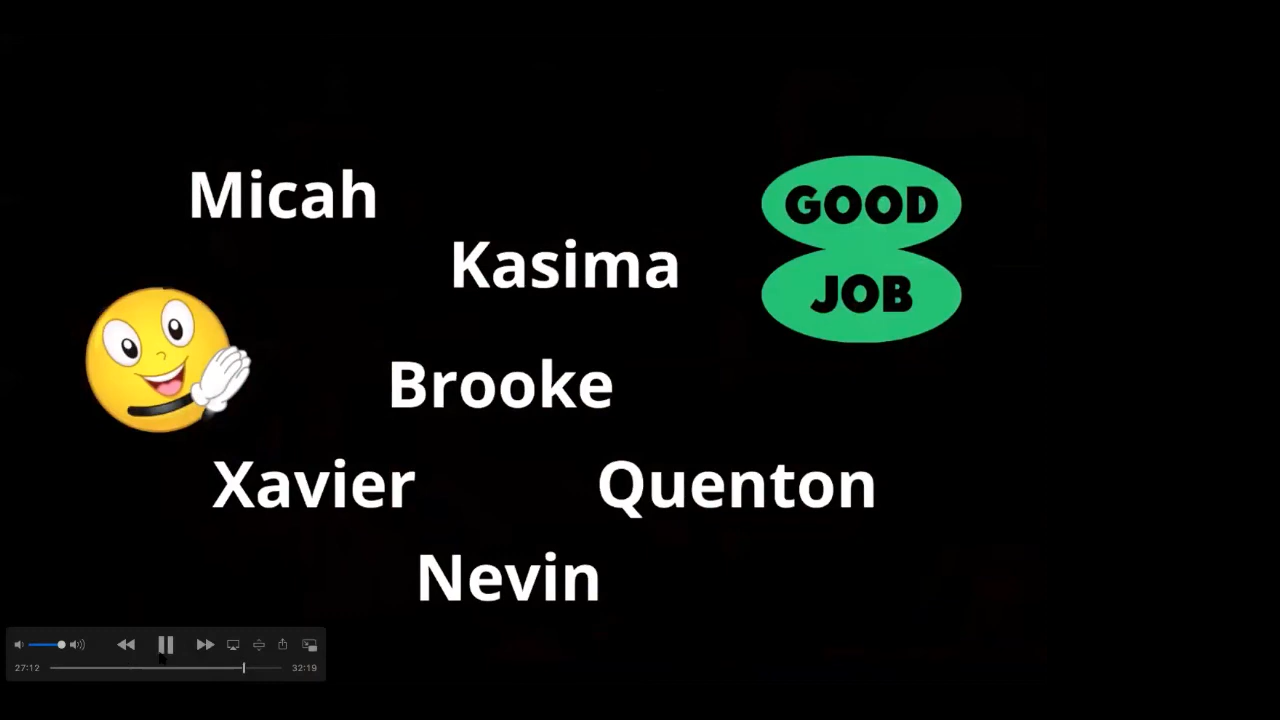 Micah
GOOD
JOB
Kasima
Brooke
Xavier
Quenton
Nevin
27:12
32:19